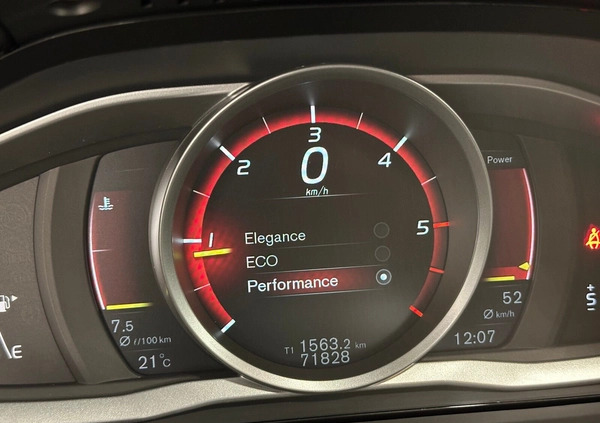 3
2
4
0
km/h
Power
1
5
Elegance
ECO
Performance
7.5
Ø ℓ/100 km
21°C
52
Ø km/h
12:07
T1 1563.2 km
71828
E
+
S
-